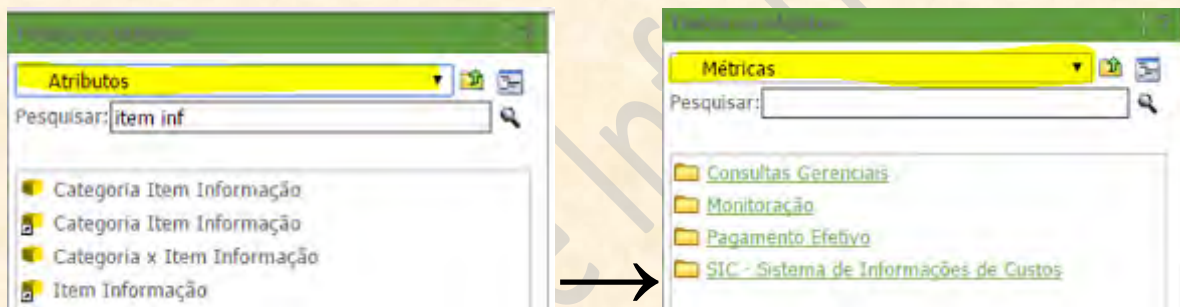 Atributos
Pesquisar: item inf
Categoria Item Informação
Categoria Item Informação
Categoria x Item Informação
Item Informação
Métricas
Pesquisar:
Consultas Gerenciais
Monitoração
Pagamento Efetivo
SIC - Sistema de Informações de Custos